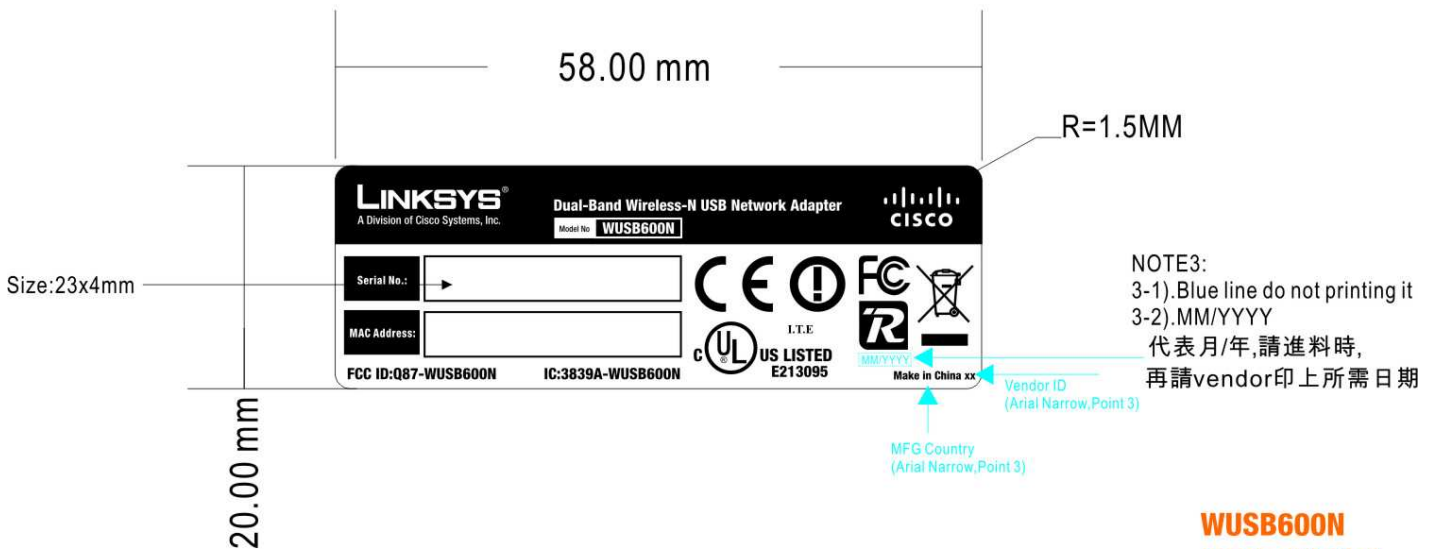 58.00 mm
R=1.5MM
LINKSYS®
A Division of Cisco Systems, Inc.
Dual-Band Wireless-N USB Network Adapter
Model No WUSB600N
CISCO
Size:23x4mm
Serial No.:
MAC Address:
CE
FC
I.T.E
R
C UL® US LISTED
E213095
MM/YYYY
FCC ID:Q87-WUSB600N
IC:3839A-WUSB600N
Make in China xx
NOTE3:
3-1).Blue line do not printing it
3-2).MM/YYYY
代表月/年,請進料時,
再請vendor印上所需日期
Vendor ID
(Arial Narrow,Point 3)
MFG Country
(Arial Narrow,Point 3)
20.00 mm
WUSB600N